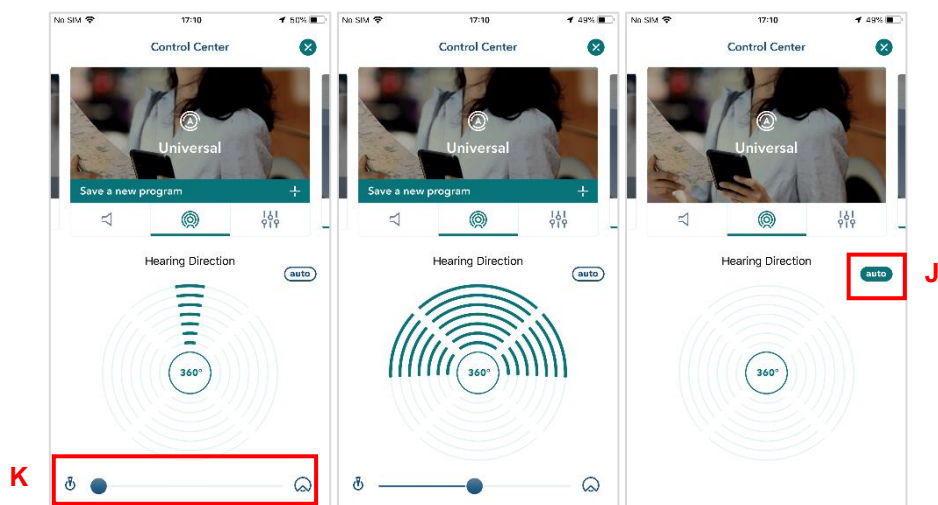 No SIM 17:10 50%
Control Center
A
Universal
Save a new program +
Hearing Direction
auto
360°
K
No SIM 17:10 49%
Control Center
A
Universal
Save a new program +
Hearing Direction
auto
360°
No SIM 17:10 49%
Control Center
A
Universal
Hearing Direction
auto
J
360°